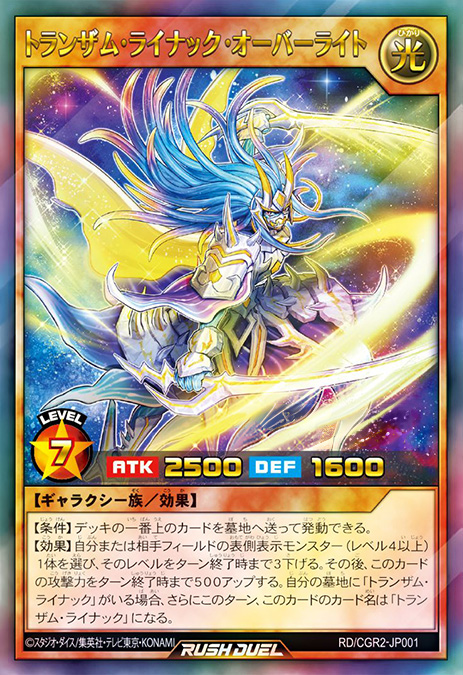 トランザム・ライナック・オーバーライト
ひかり
光
LEVEL
7
ATK 2500 DEF 1600
【ギャラクシー族／効果】
【条件】デッキの一番上のカードを墓地へ送って発動できる。
【効果】自分または相手フィールドの表側表示モンスター（レベル４以上）
１体を選び、そのレベルをターン終了時まで３下げる。その後、このカード
の攻撃力をターン終了時まで５００アップする。自分の墓地に「トランザム・
ライナック」がいる場合、さらにこのターン、このカードのカード名は「トラン
ザム・ライナック」になる。
©スタジオ・ダイス/集英社・テレビ東京・KONAMI
RUSH DUEL
RD/CGR2-JP001